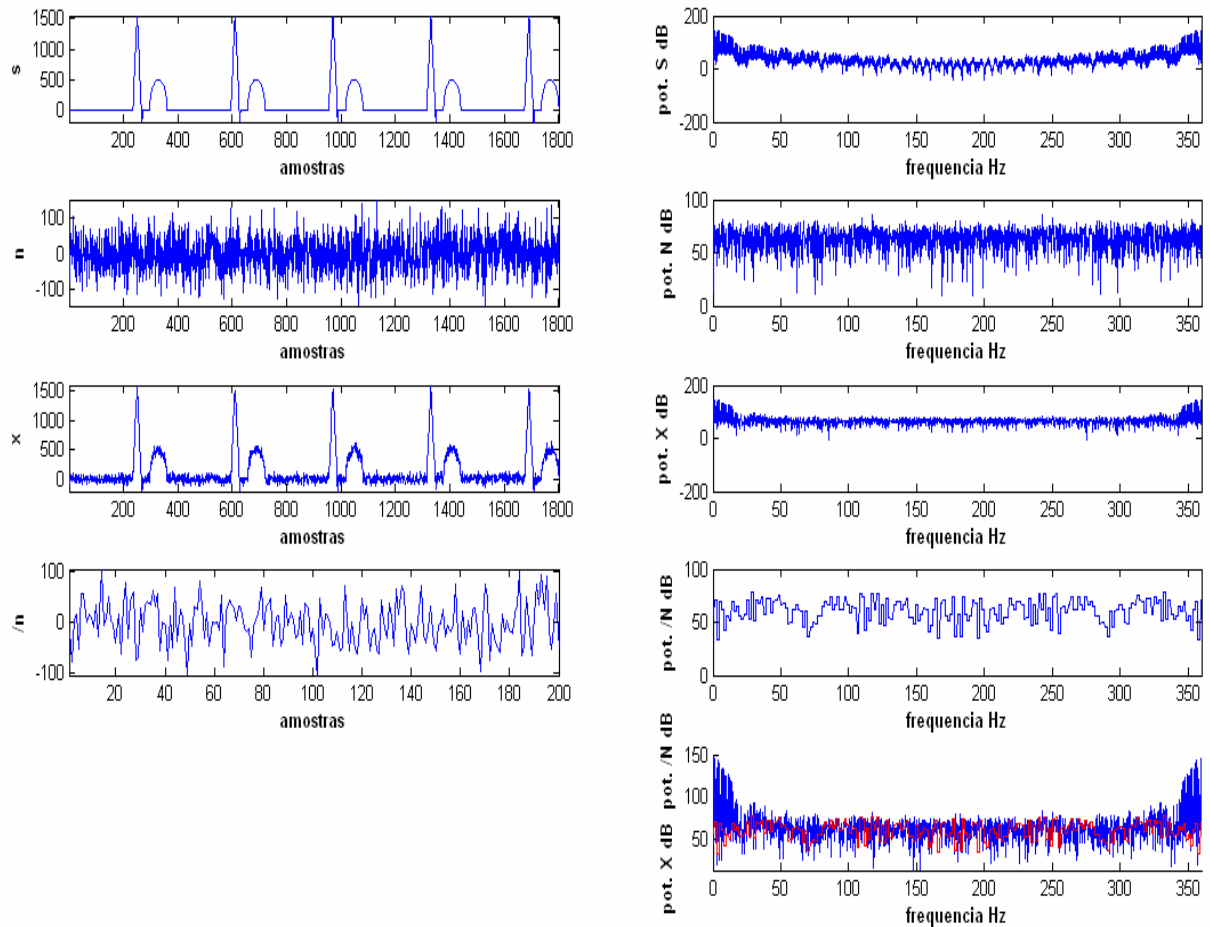 1500
1000
500
0
s
200 400 600 800 1000 1200 1400 1600 1800
amostras
200
0
-200
pot. S dB
0 50 100 150 200 250 300 350
frequencia Hz
100
0
-100
n
200 400 600 800 1000 1200 1400 1600 1800
amostras
100
50
0
pot. N dB
0 50 100 150 200 250 300 350
frequencia Hz
1500
1000
500
0
x
200 400 600 800 1000 1200 1400 1600 1800
amostras
200
0
-200
pot. X dB
0 50 100 150 200 250 300 350
frequencia Hz
100
0
-100
/n
20 40 60 80 100 120 140 160 180 200
amostras
100
50
0
pot. /N dB
0 50 100 150 200 250 300 350
frequencia Hz
150
100
50
pot. X dB pot. /N dB
0 50 100 150 200 250 300 350
frequencia Hz